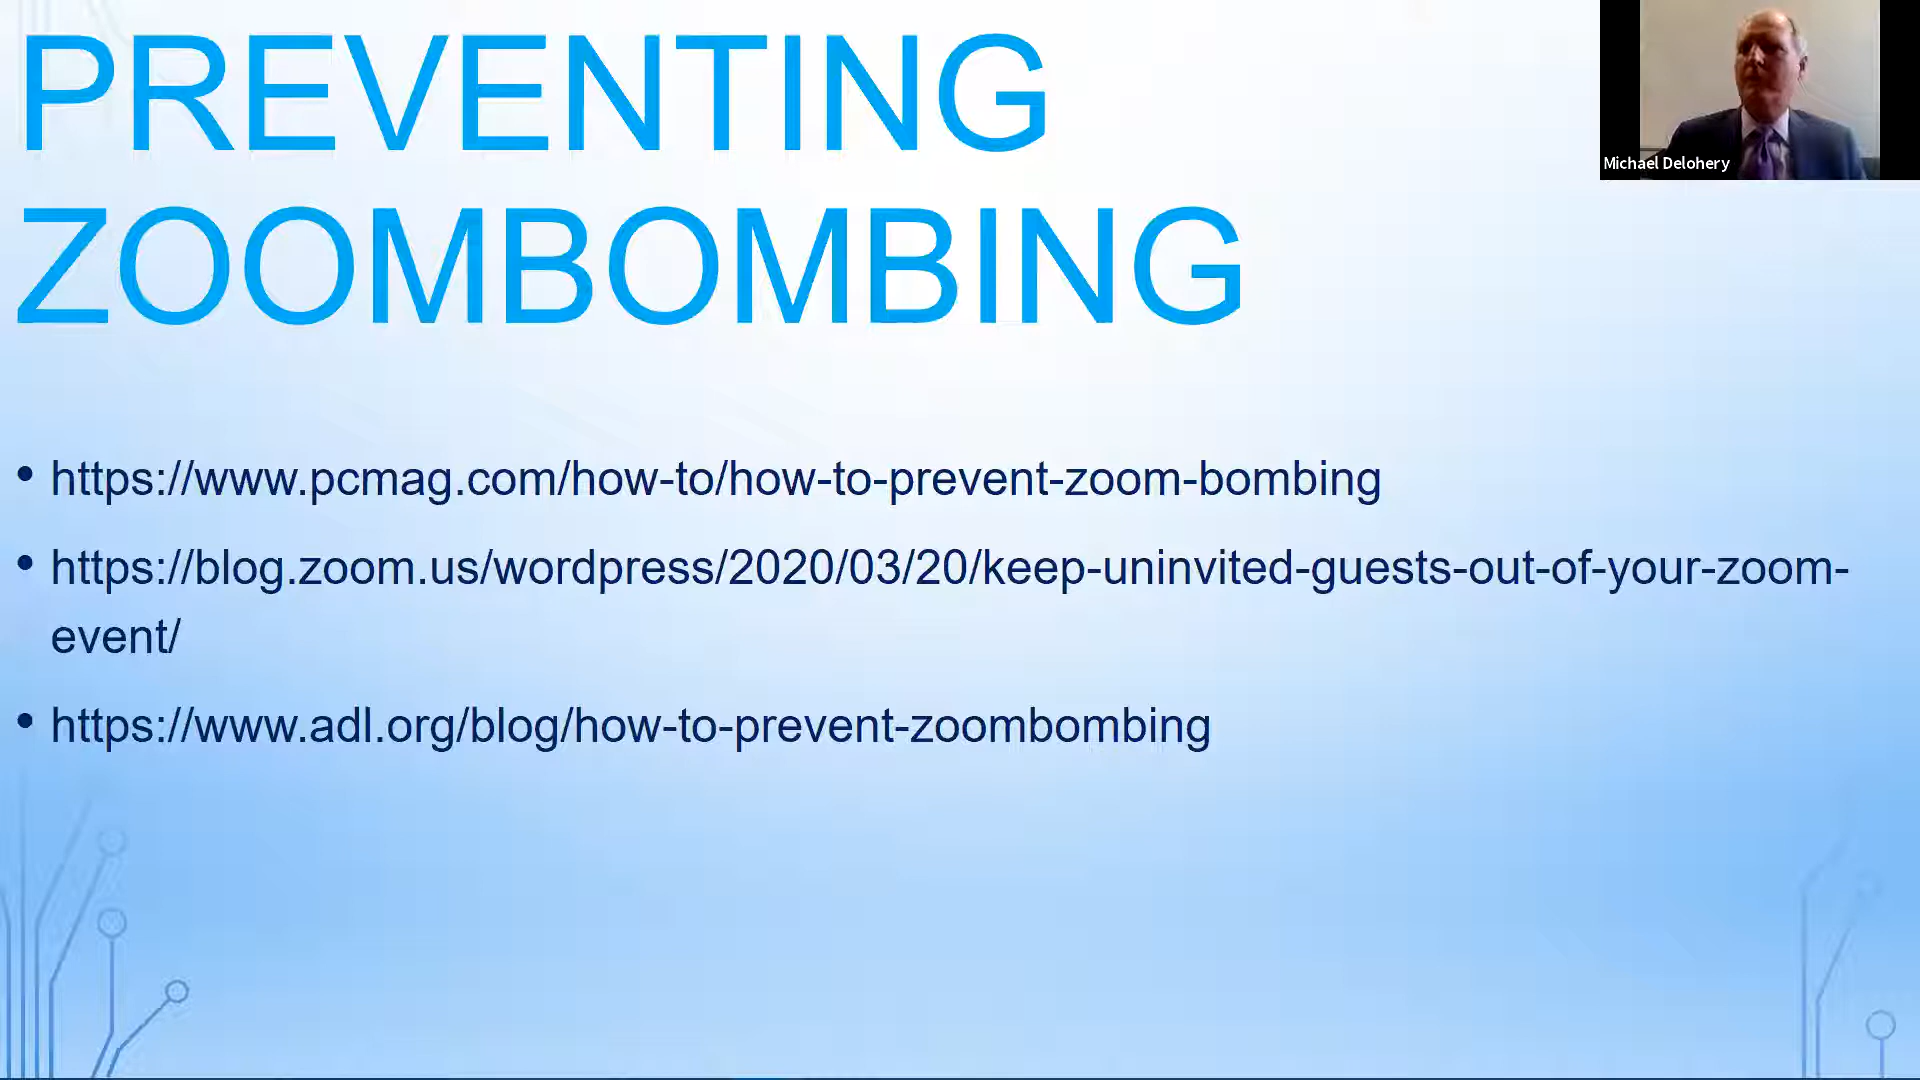 PREVENTING
ZOOMBOMBING
Michael Delohery
• https://www.pcmag.com/how-to/how-to-prevent-zoom-bombing
• https://blog.zoom.us/wordpress/2020/03/20/keep-uninvited-guests-out-of-your-zoom-
event/
• https://www.adl.org/blog/how-to-prevent-zoombombing